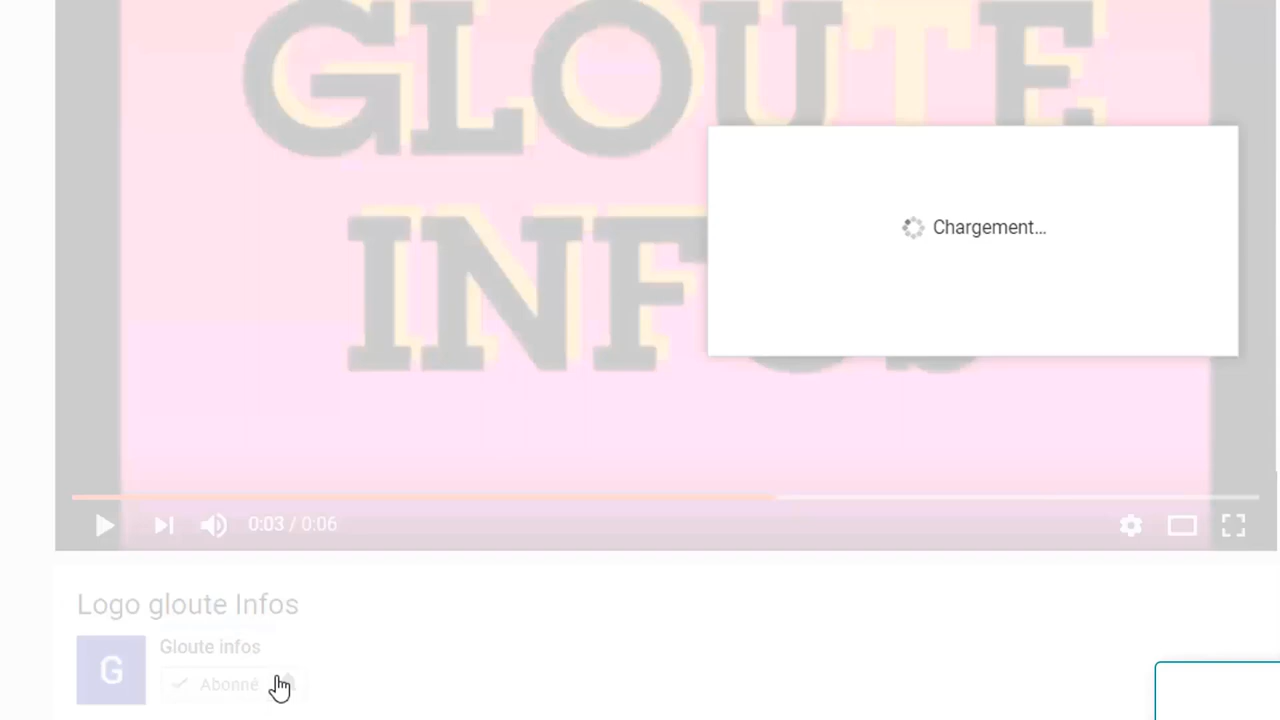 GLOUTE
INF
Chargement...
0:03 / 0:06
Logo gloute Infos
G
Gloute infos
Abonné